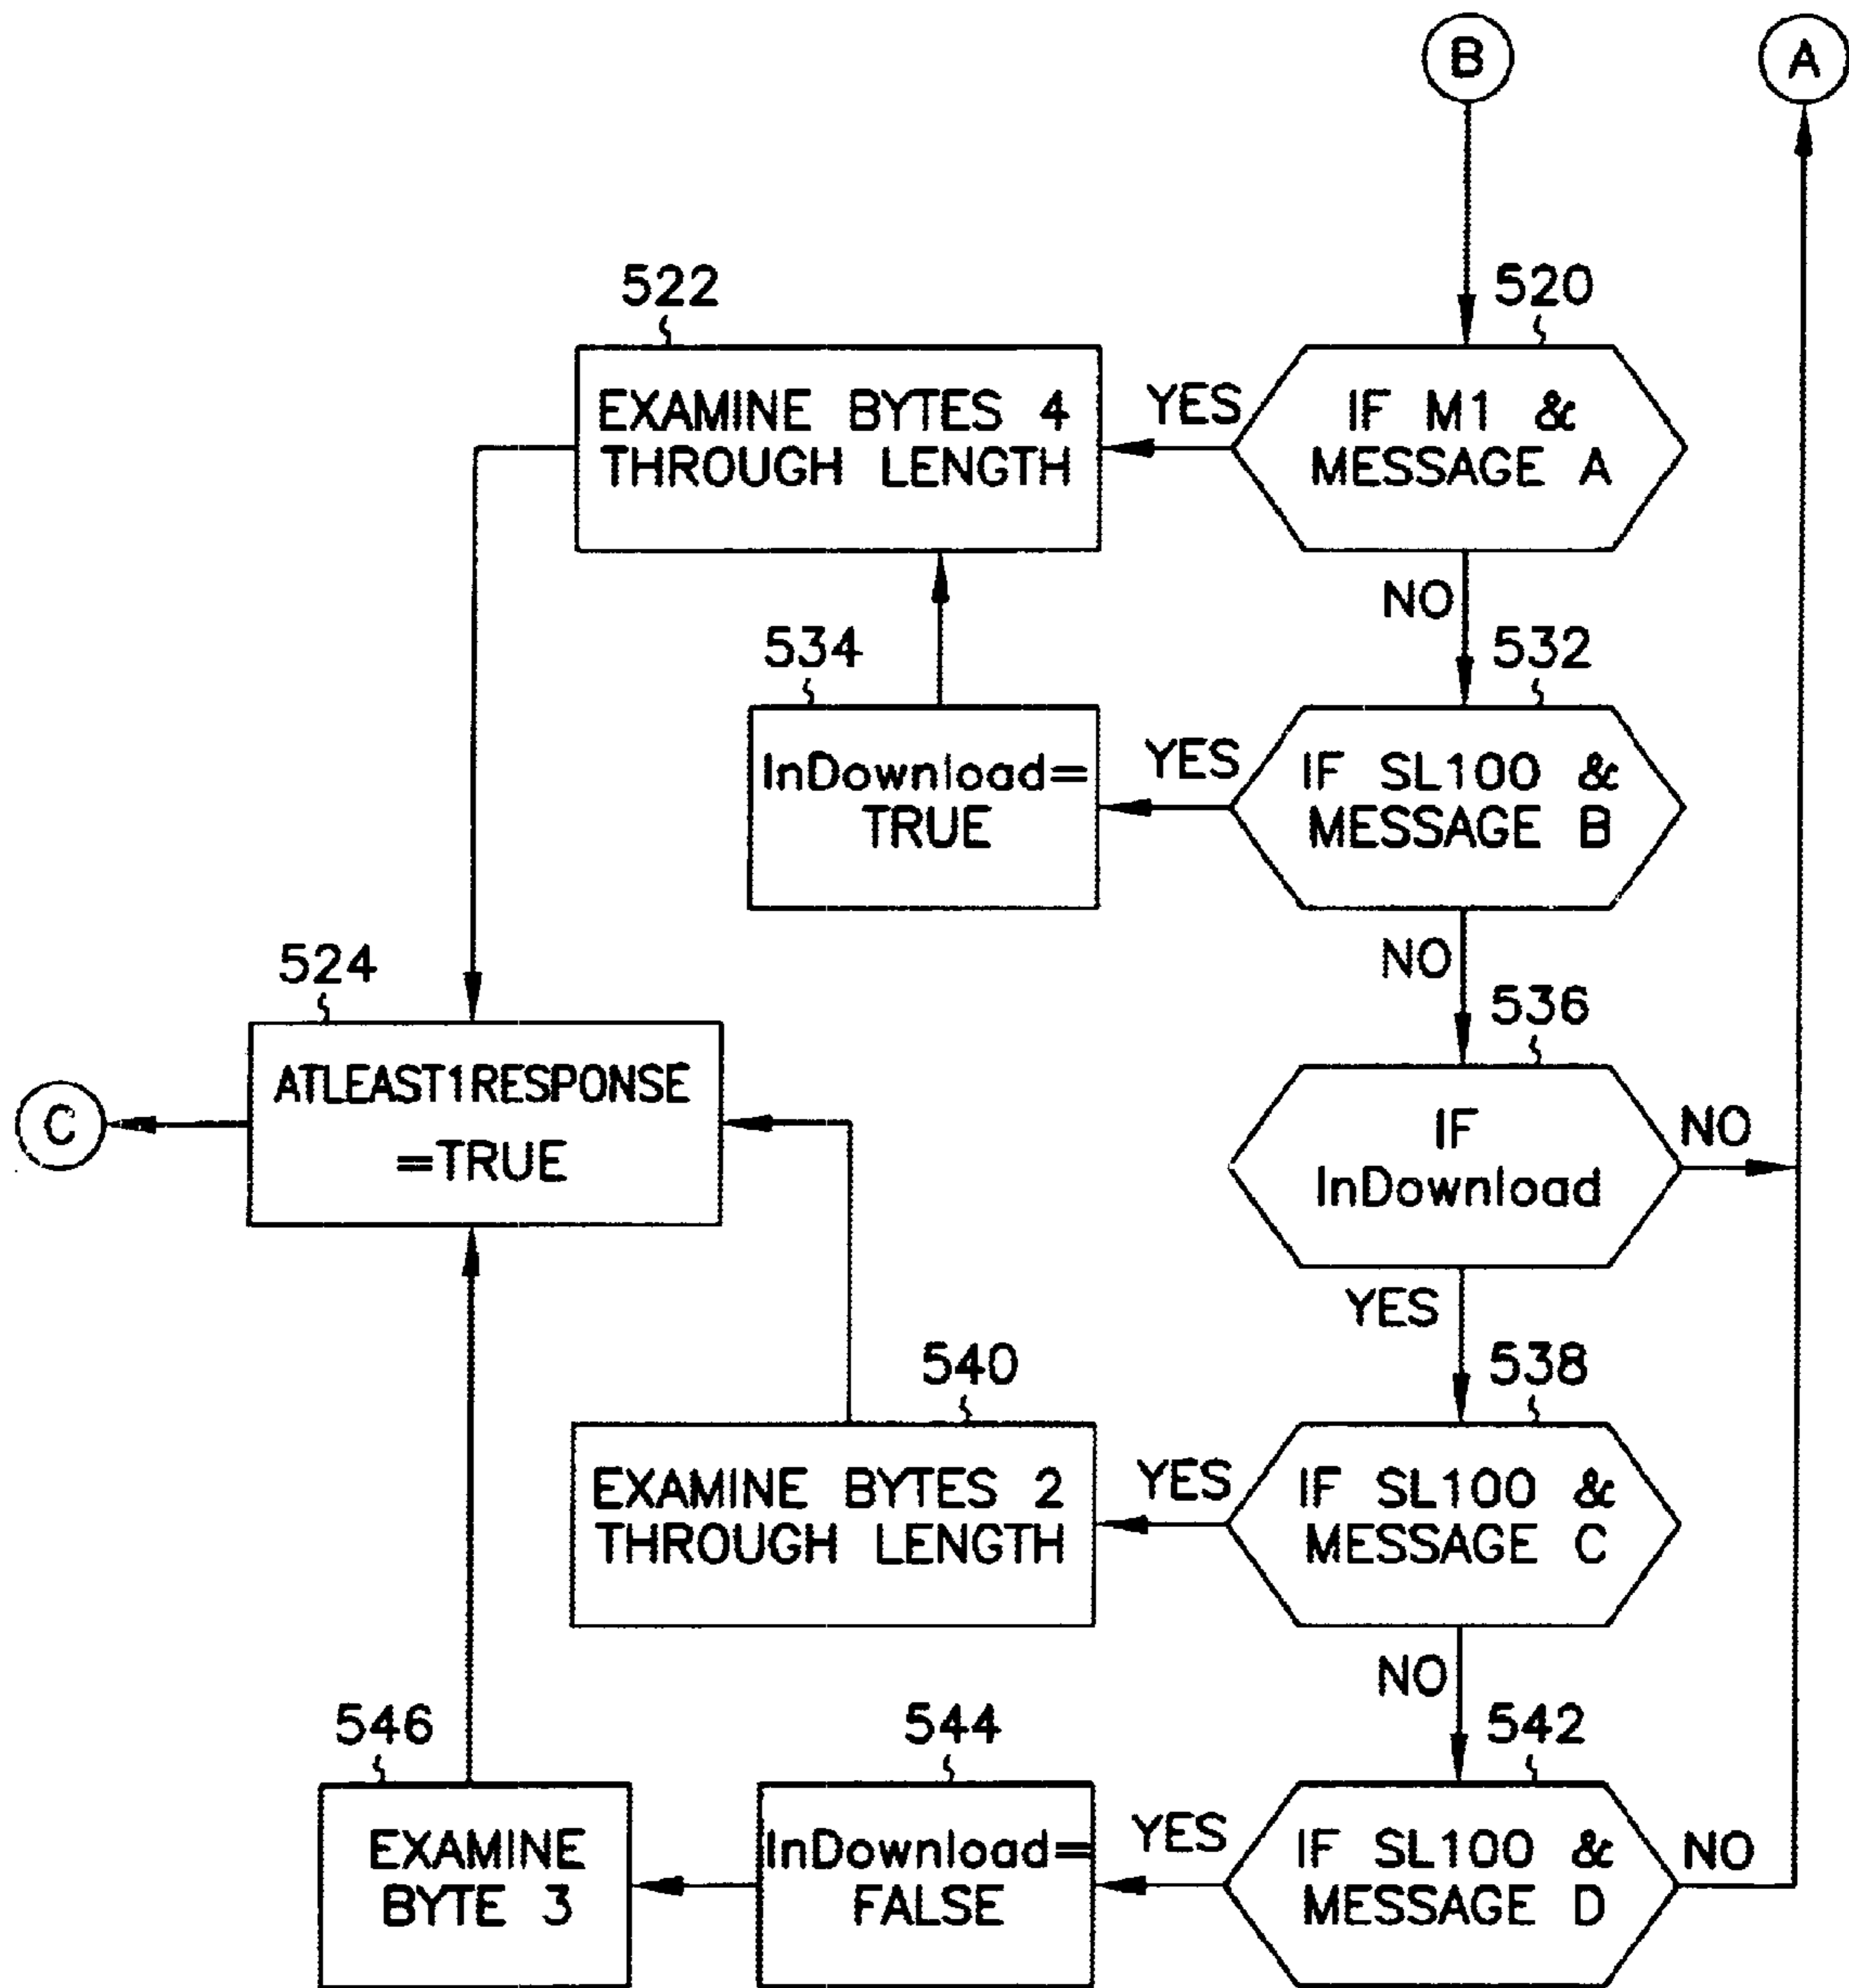 B
A
522
520
EXAMINE BYTES 4
THROUGH LENGTH
YES
IF M1 &
MESSAGE A
NO
534
532
InDownload=
TRUE
YES
IF SL100 &
MESSAGE B
NO
524
536
ATLEAST1RESPONSE
=TRUE
C
IF
InDownload
NO
YES
540
538
EXAMINE BYTES 2
THROUGH LENGTH
YES
IF SL100 &
MESSAGE C
NO
546
544
542
EXAMINE
BYTE 3
InDownload=
FALSE
YES
IF SL100 &
MESSAGE D
NO